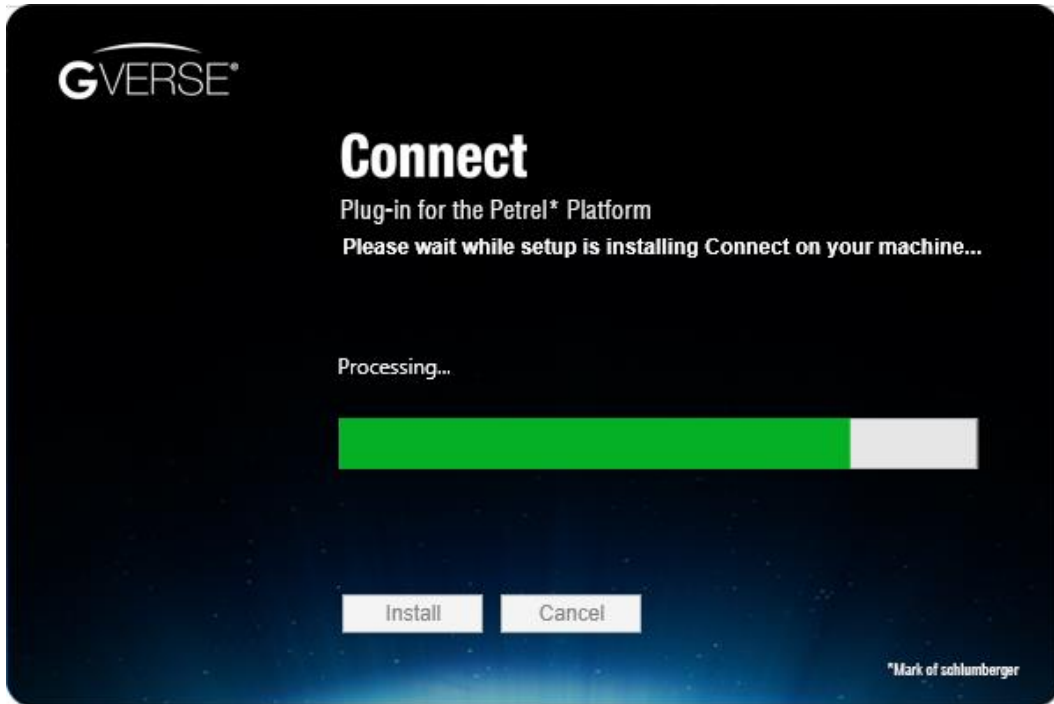 GVERSE®
Connect
Plug-in for the Petrel* Platform
Please wait while setup is installing Connect on your machine...
Processing...
Install
Cancel
*Mark of schlumberger